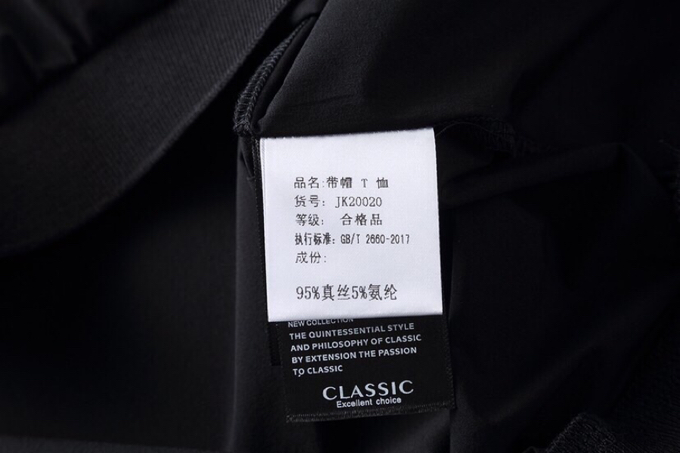 品名:带帽 T 恤
货号: JK20020
等级: 合格品
执行标准: GB/T 2660-2017
成份:
95%真丝5%氨纶
NEW COLLECTION
THE QUINTESSENTIAL STYLE
AND PHILOSOPHY OF CLASSIC
BY EXTENSION THE PASSION
TO CLASSIC
CLASSIC
Excellent choice